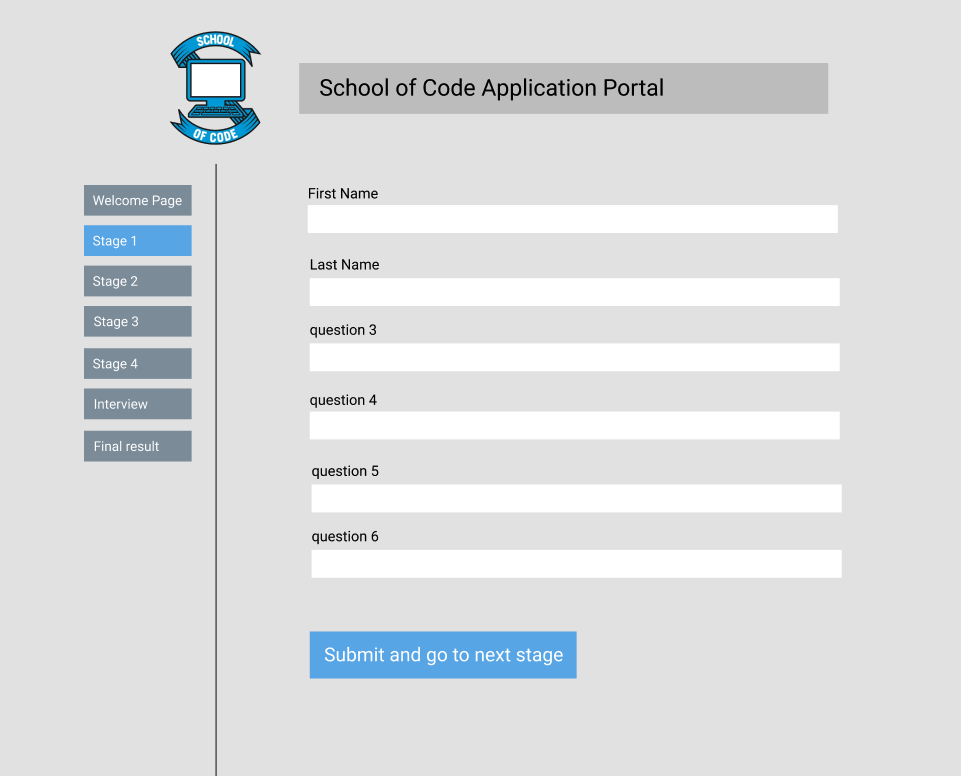 SCHOOL
OF CODE
School of Code Application Portal
Welcome Page
Stage 1
Stage 2
Stage 3
Stage 4
Interview
Final result
First Name
Last Name
question 3
question 4
question 5
question 6
Submit and go to next stage